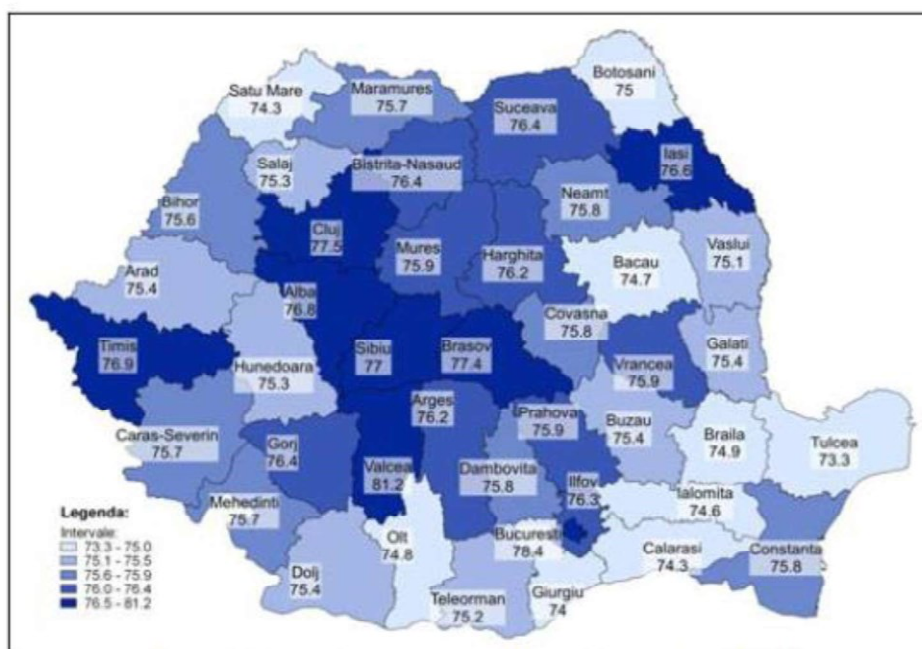 Satu Mare
74.3
Maramures
75.7
Suceava
76.4
Botosani
75
Salaj
75.3
Bistrita-Nasaud
76.4
Iasi
76.6
Bihor
75.6
Cluj
77.5
Neamt
75.8
Mures
75.9
Harghita
76.2
Vaslui
75.1
Bacau
74.7
Arad
75.4
Alba
76.8
Covasna
75.8
Timis
76.9
Sibiu
77
Brasov
77.4
Hunedoara
75.3
Vrancea
75.9
Galati
75.4
Arges
76.2
Prahova
75.9
Buzau
75.4
Braila
74.9
Tulcea
73.3
Caras-Severin
75.7
Gorj
76.4
Valcea
81.2
Dambovita
75.8
Ilfov
76.3
Ialomita
74.6
Mehedinti
75.7
Olt
74.8
Bucuresti
78.4
Calarasi
74.3
Constanta
75.8
Dolj
75.4
Teleorman
75.2
Giurgiu
74
Legenda:
Intervale:
73.3 - 75.0
75.1 - 75.5
75.6 - 75.9
76.0 - 76.4
76.5 - 81.2